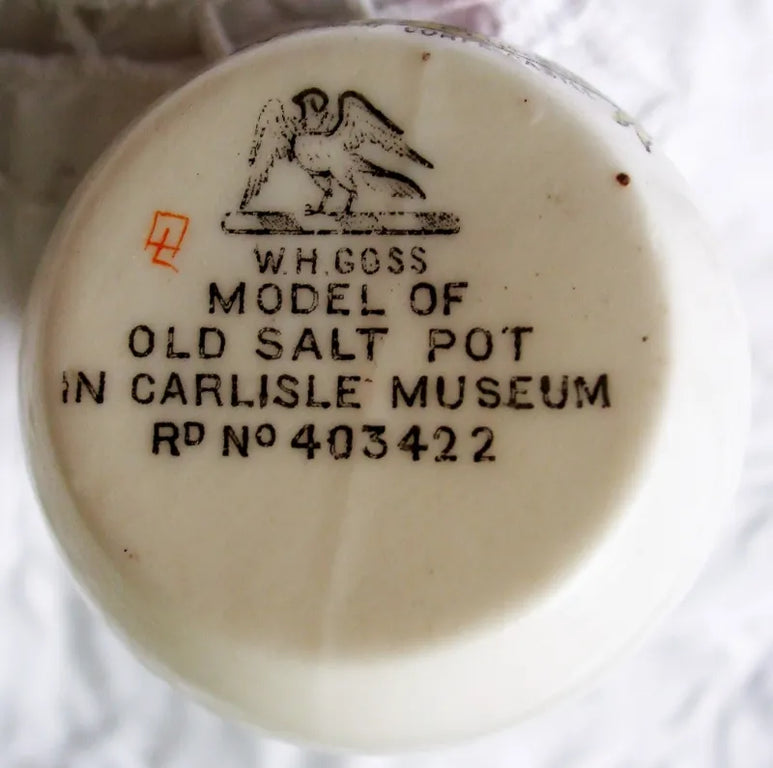 W.H.GOSS
MODEL OF
OLD SALT POT
IN CARLISLE MUSEUM
RD No 403422